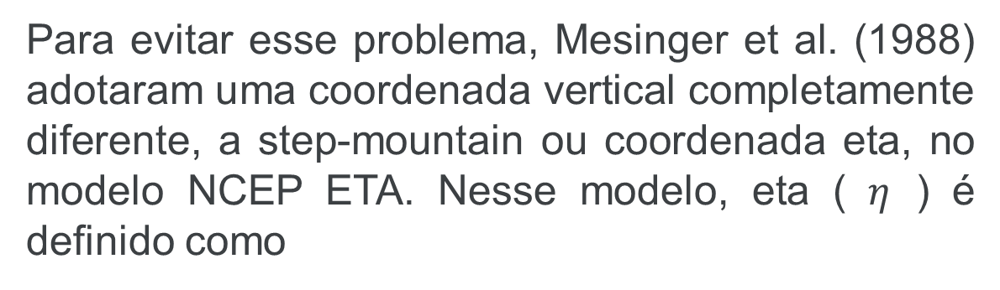 Para evitar esse problema, Mesinger et al. (1988)
adotaram uma coordenada vertical completamente
diferente, a step-mountain ou coordenada eta, no
modelo NCEP ETA. Nesse modelo, eta ( η ) é
definido como